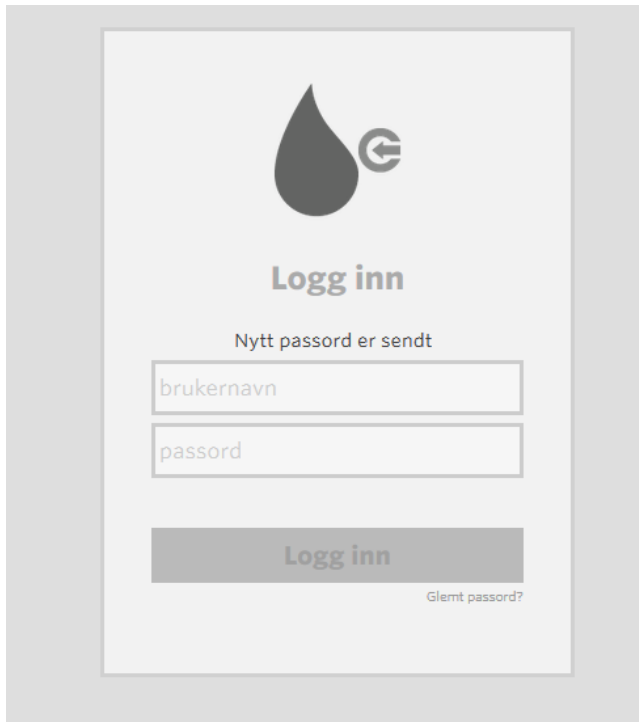 Logg inn
Nytt passord er sendt
brukernavn
passord
Logg inn
Glemt passord?